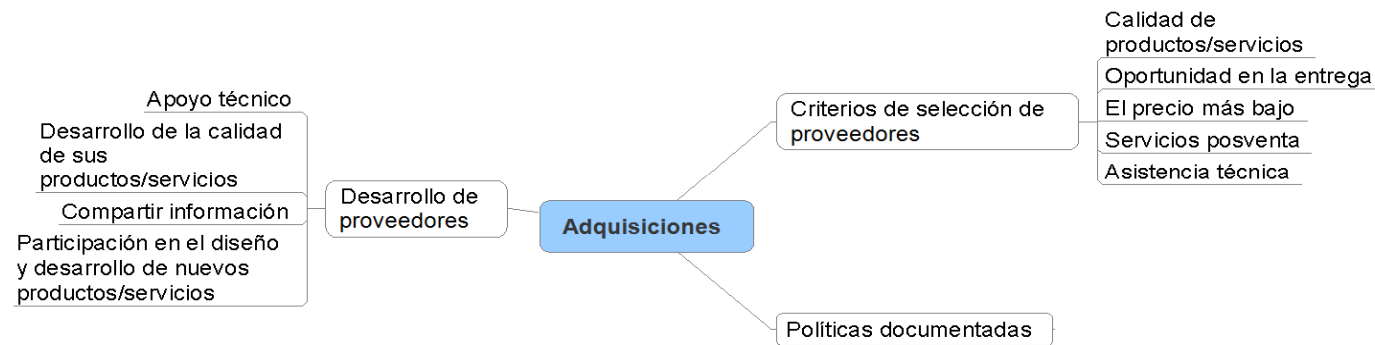 Adquisiciones
Criterios de selección de
proveedores
Calidad de
productos/servicios
Oportunidad en la entrega
El precio más bajo
Servicios posventa
Asistencia técnica
Políticas documentadas
Desarrollo de
proveedores
Apoyo técnico
Desarrollo de la calidad
de sus
productos/servicios
Compartir información
Participación en el diseño
y desarrollo de nuevos
productos/servicios